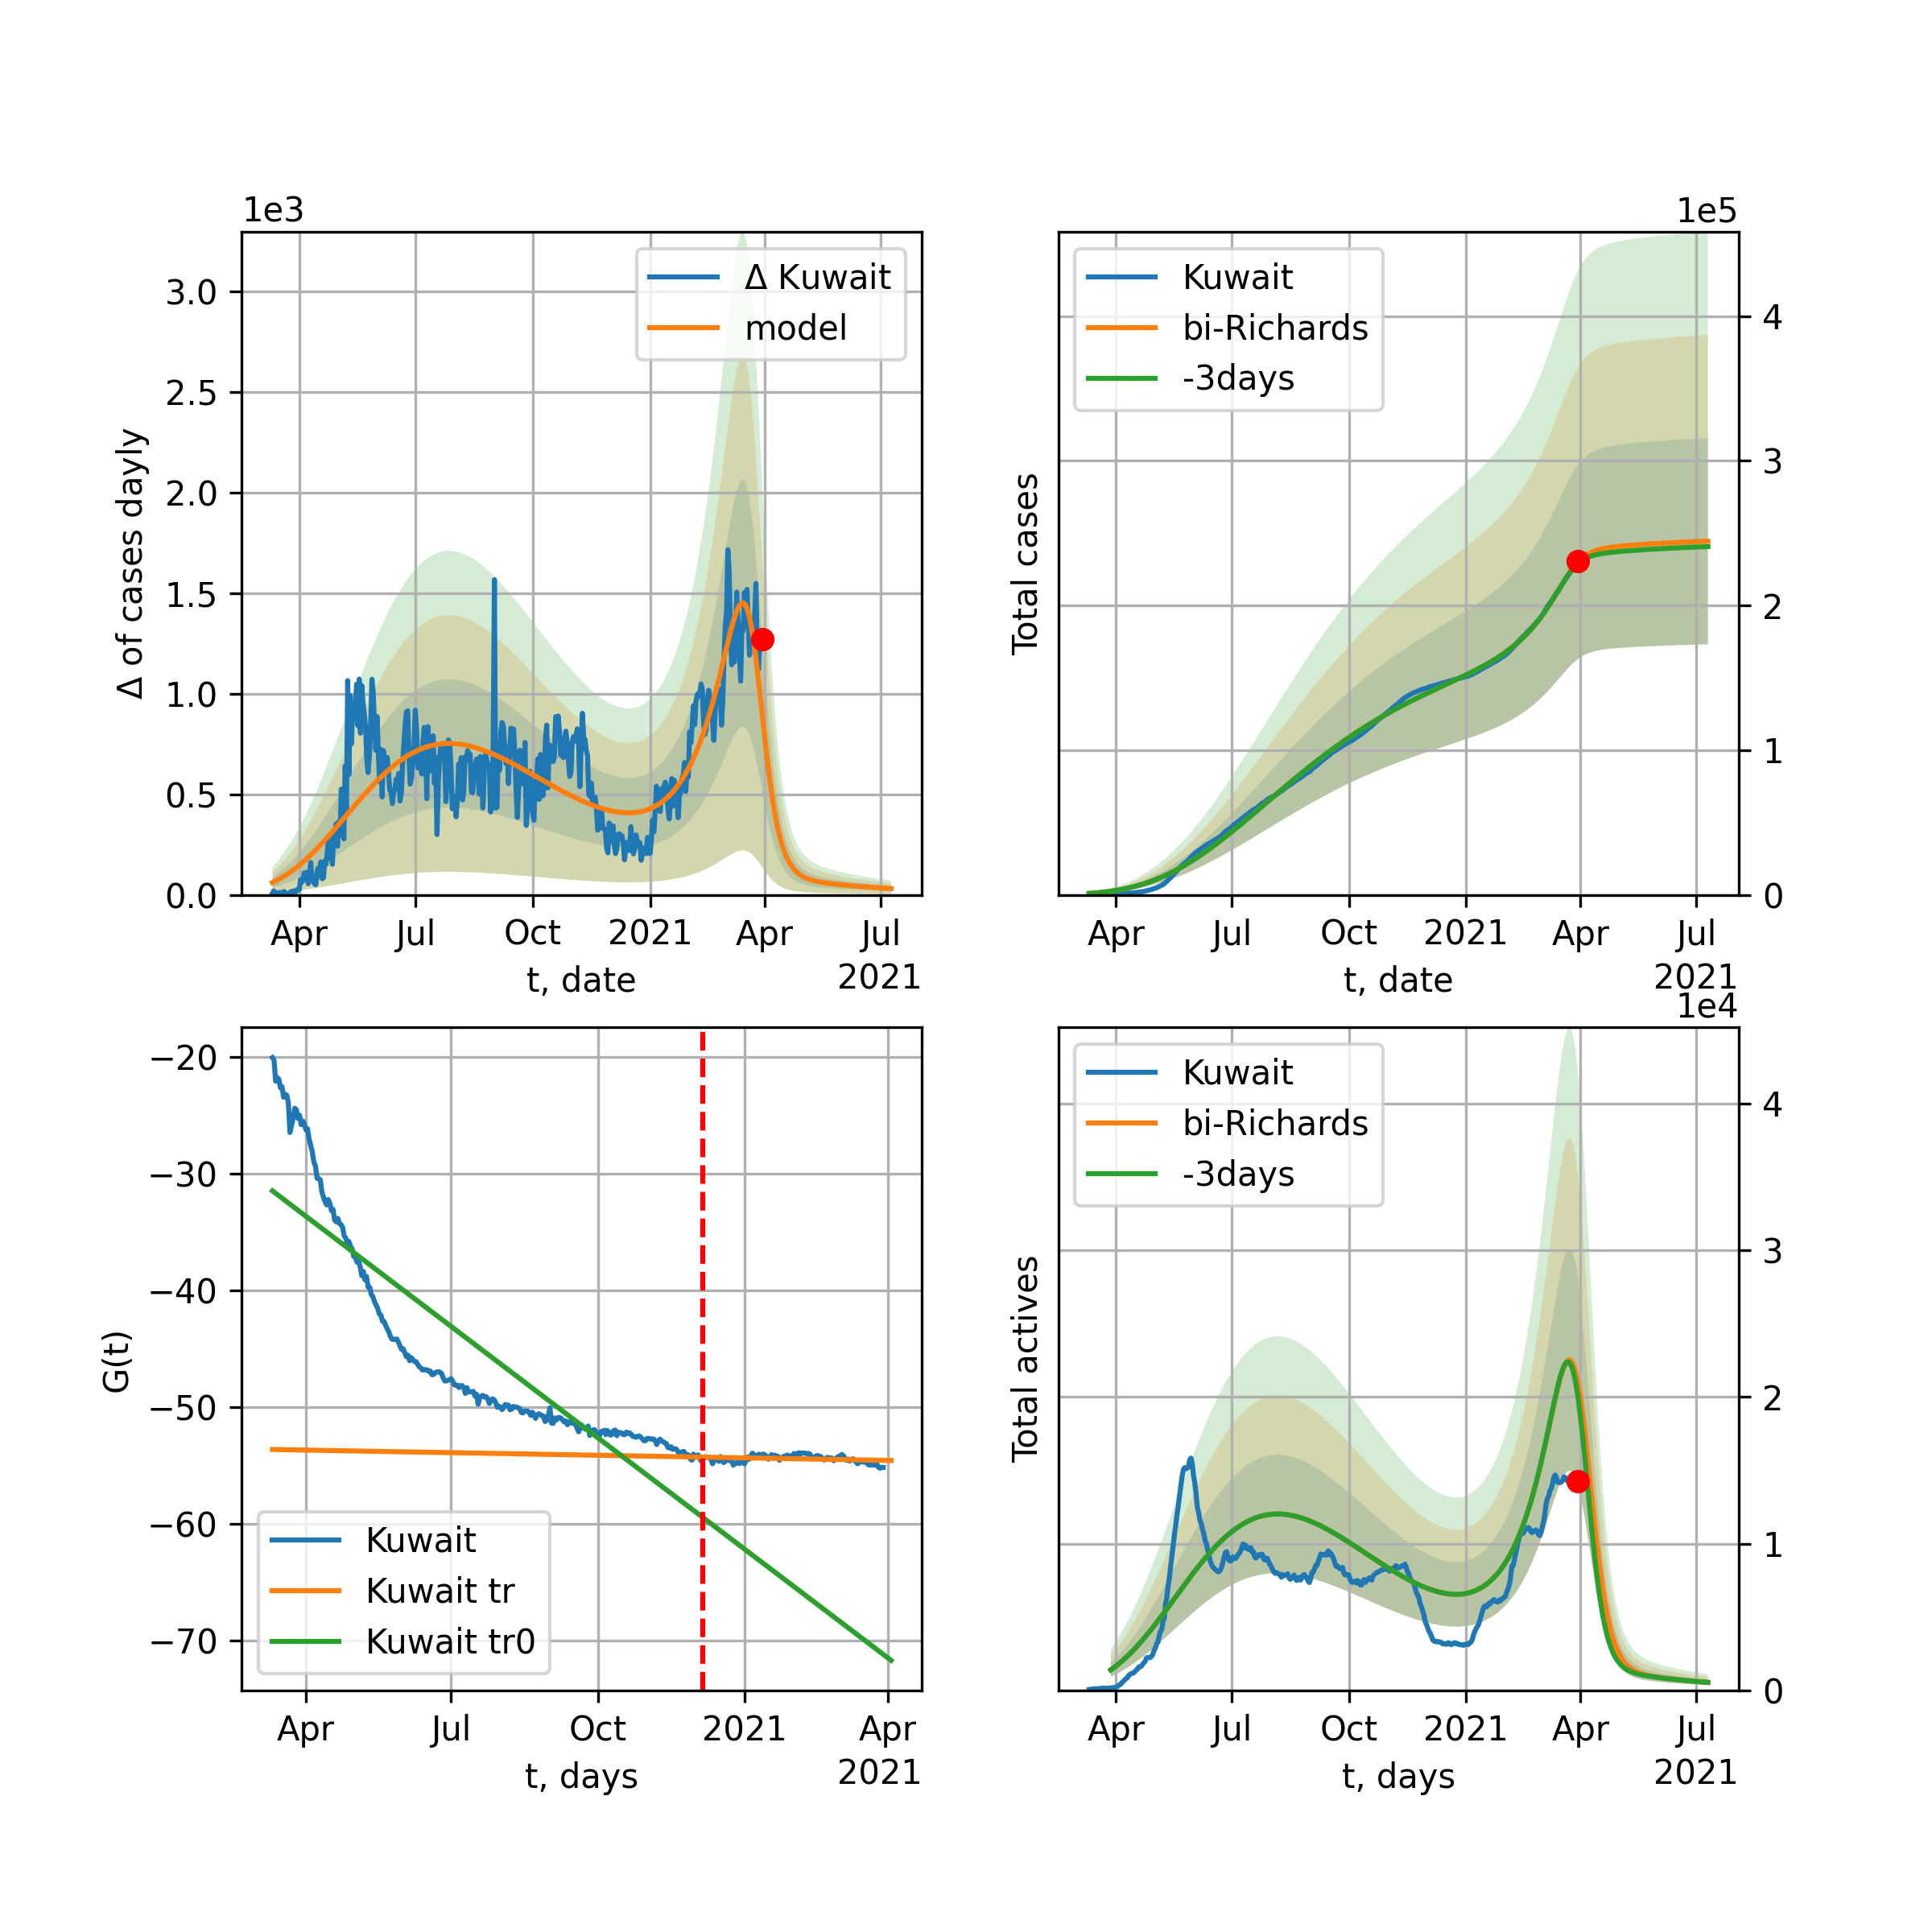 1e3
Δ of cases dayly
3.0
2.5
2.0
1.5
1.0
0.5
0.0
Δ Kuwait
model
Apr
Jul
Oct
2021
Apr
Jul
t, date
2021
1e5
Total cases
Kuwait
bi-Richards
-3days
4
3
2
1
0
Apr
Jul
Oct
2021
Apr
Jul
t, date
2021
G(t)
−20
−30
−40
−50
−60
−70
Kuwait
Kuwait tr
Kuwait tr0
Apr
Jul
Oct
2021
Apr
t, days
2021
1e4
Total actives
Kuwait
bi-Richards
-3days
4
3
2
1
0
Apr
Jul
Oct
2021
Apr
Jul
t, days
2021